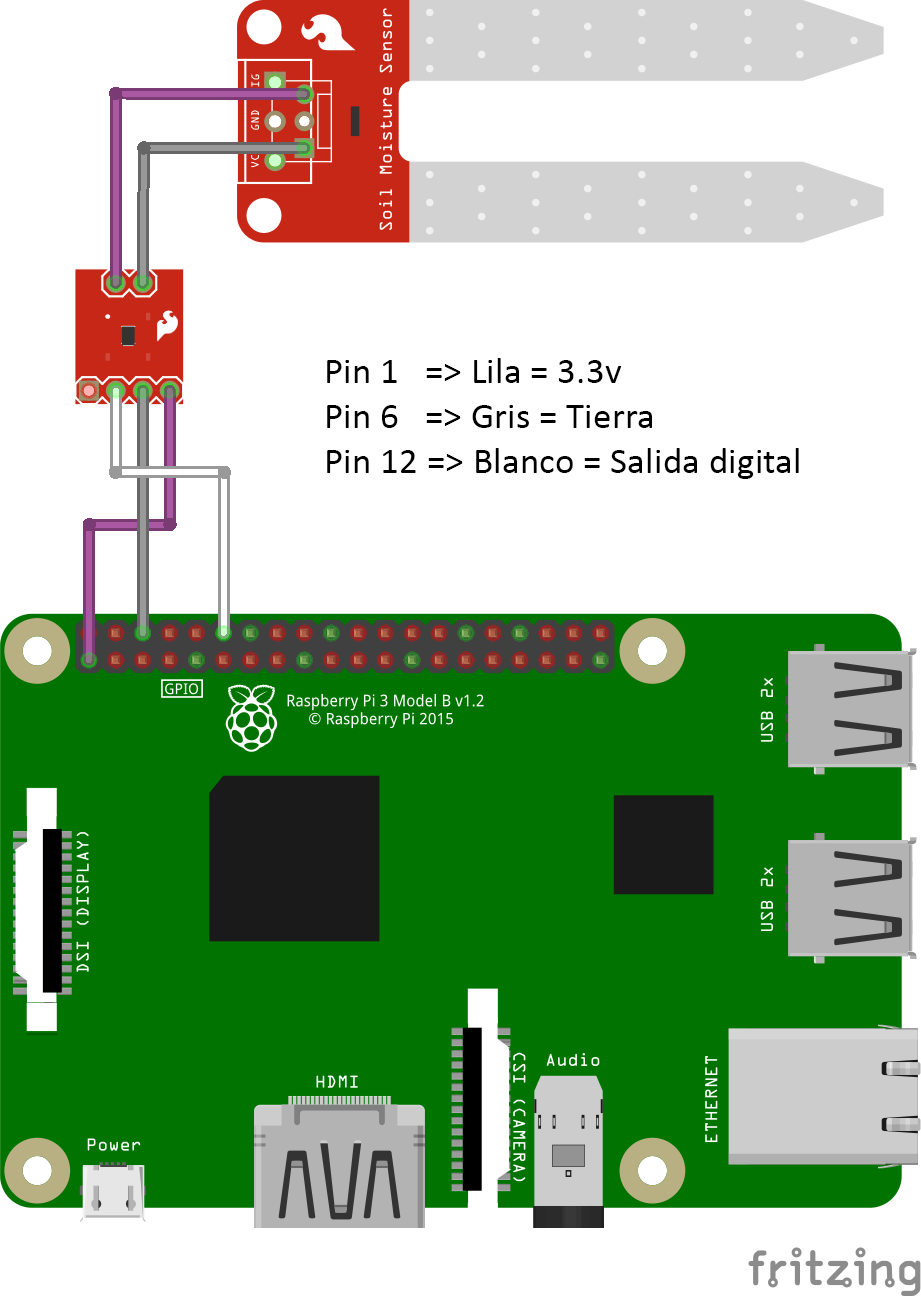 Soil Moisture Sensor
SIG
GND
VCC
Pin 1 => Lila = 3.3v
Pin 6 => Gris = Tierra
Pin 12 => Blanco = Salida digital
GPIO
Raspberry Pi 3 Model B v1.2
© Raspberry Pi 2015
USB 2x
USB 2x
DSI (DISPLAY)
CSI (CAMERA)
Audio
ETHERNET
HDMI
Power
fritzing